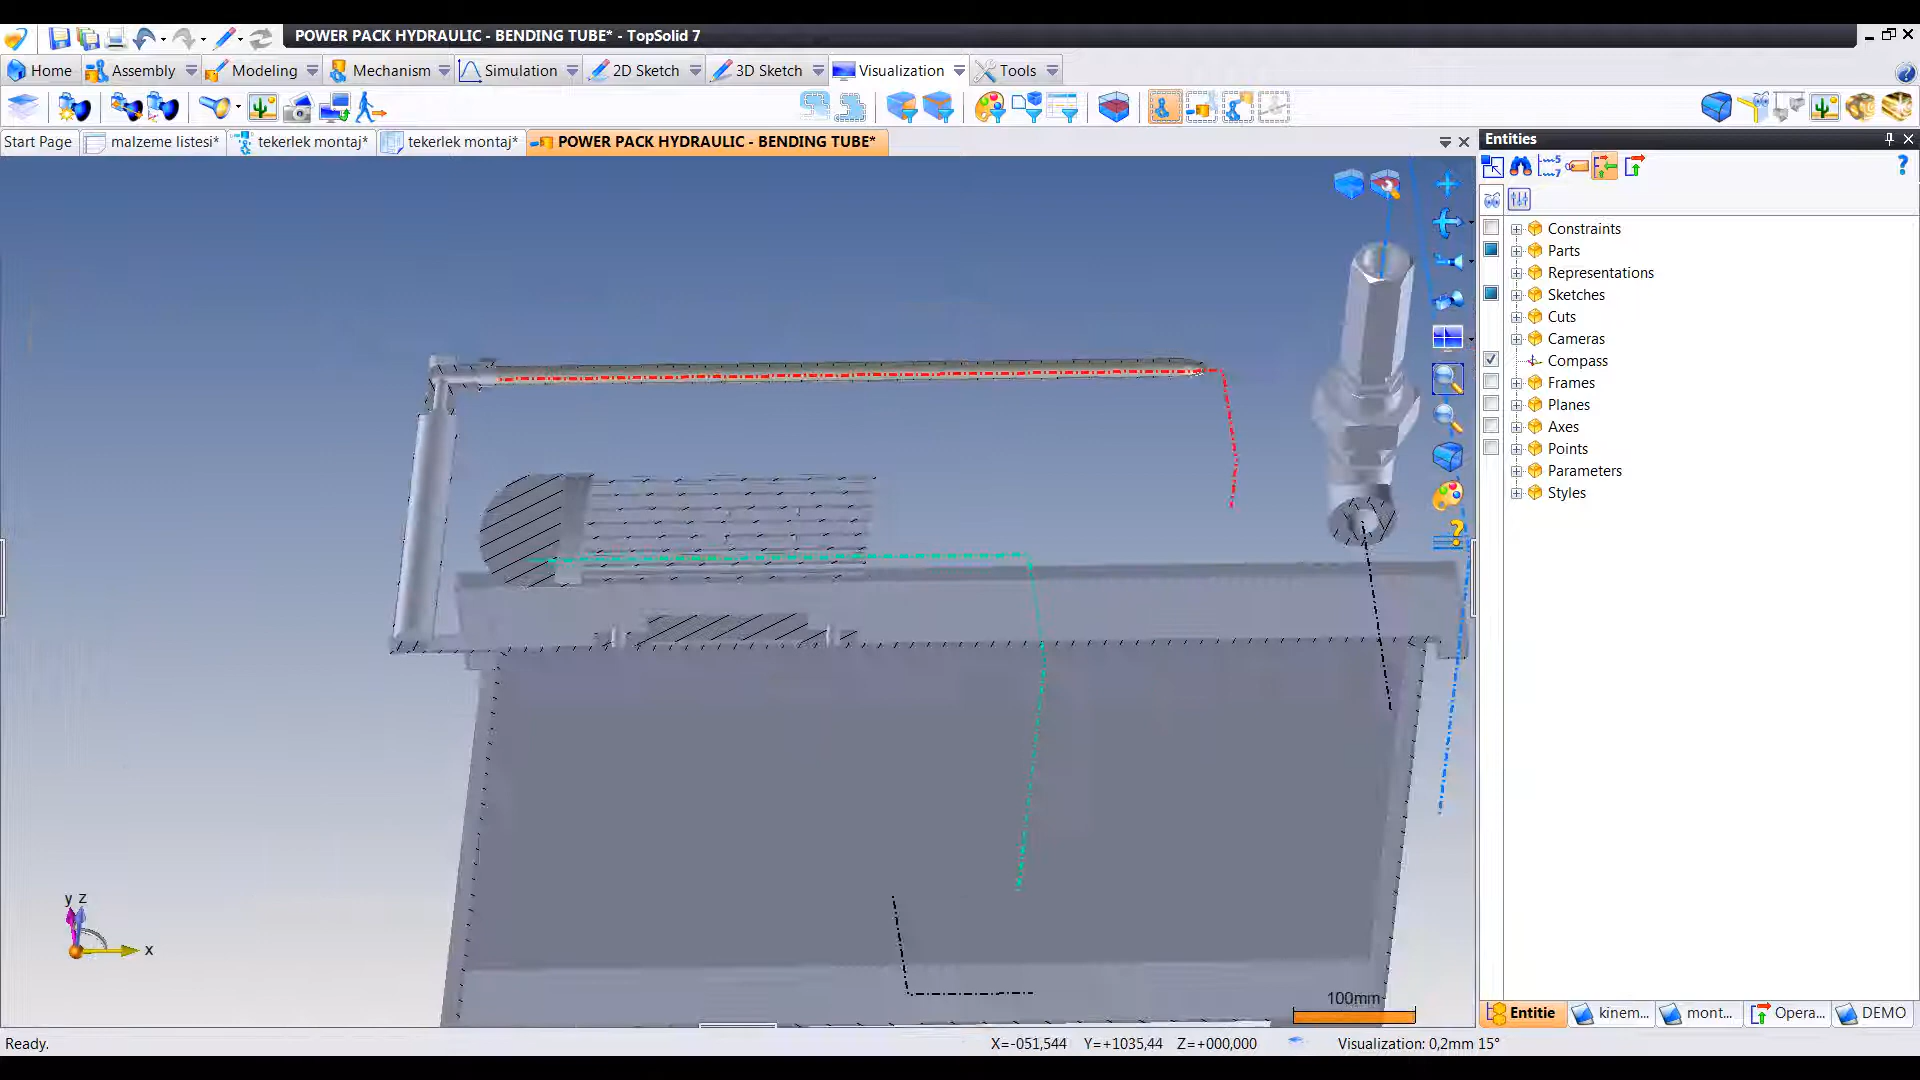 POWER PACK HYDRAULIC - BENDING TUBE* - TopSolid 7
Home Assembly Modeling Mechanism Simulation 2D Sketch 3D Sketch Visualization Tools
Start Page malzeme listesi* tekerlek montaj* tekerlek montaj* POWER PACK HYDRAULIC - BENDING TUBE*
Entities
Constraints
Parts
Representations
Sketches
Cuts
Cameras
Compass
Frames
Planes
Axes
Points
Parameters
Styles
y z
x
100mm
Entitie kinem... mont... Opera... DEMO
Ready. X=-051,544 Y=+1035,44 Z=+000,000 Visualization: 0,2mm 15°